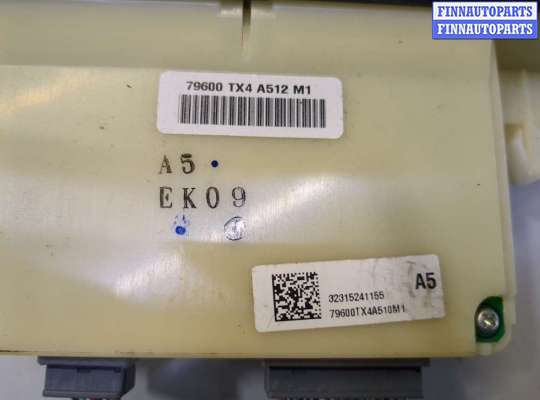 FINNAUTOPARTS
FINNAUTOPARTS
79600 TX4 A512 M1
A5
EK09
A5
32315241155
79600TX4A510M1